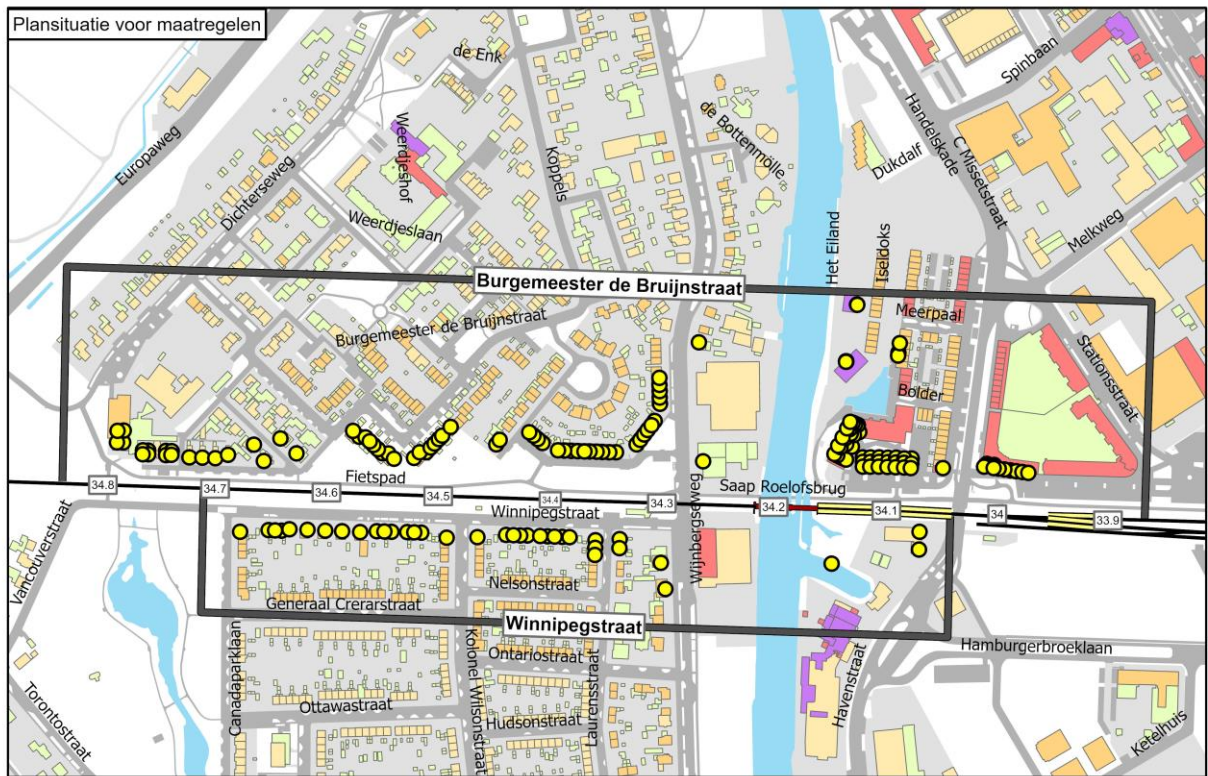 Plansituatie voor maatregelen
de Enk
Spinbaan
Europaweg
Dichterseweg
Weerdjeshof
Koppels
de Bottenmölle
Dukdalf
Handelskade
C Missetstraat
Weerdjeslaan
Melkweg
Het Eiland
Iseldoks
Burgemeester de Bruijnstraat
Meerpaal
Burgemeester de Bruijnstraat
Stationsstraat
Bolder
Fietspad
Saap Roelofsbrug
34.8
34.7
34.6
34.5
34.4
34.3
34.2
34.1
34
33.9
Winnipegstraat
Vancouverstraat
Wijnbergseweg
Nelsonstraat
Generaal Crerarstraat
Winnipegstraat
Canadaparklaan
Kolonel Wilsonstraat
Ontariostraat
Laurensstraat
Havenstraat
Hamburgerbroeklaan
Ottawastraat
Hudsonstraat
Torontostraat
Ketelhuis